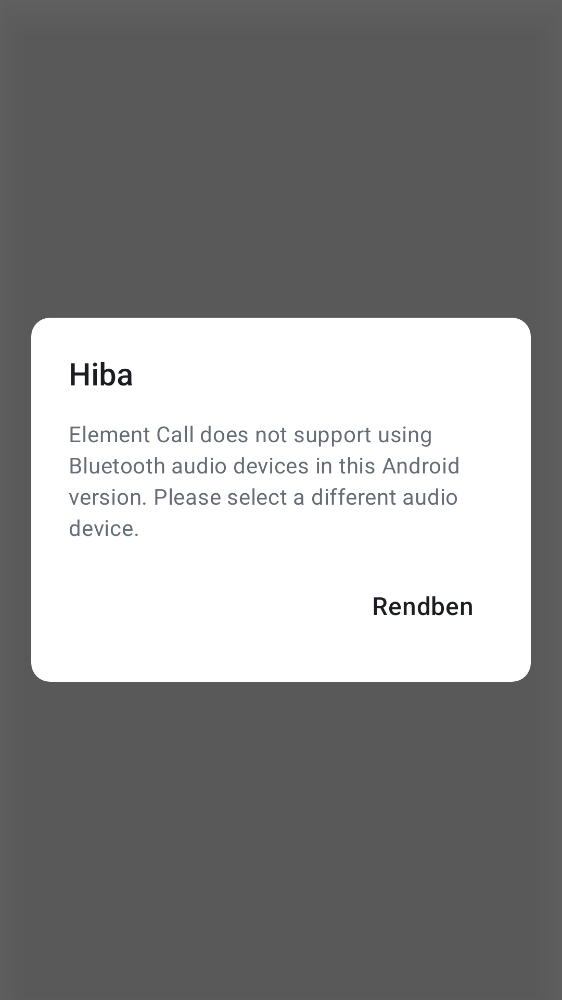 Hiba
Element Call does not support using
Bluetooth audio devices in this Android
version. Please select a different audio
device.
Rendben